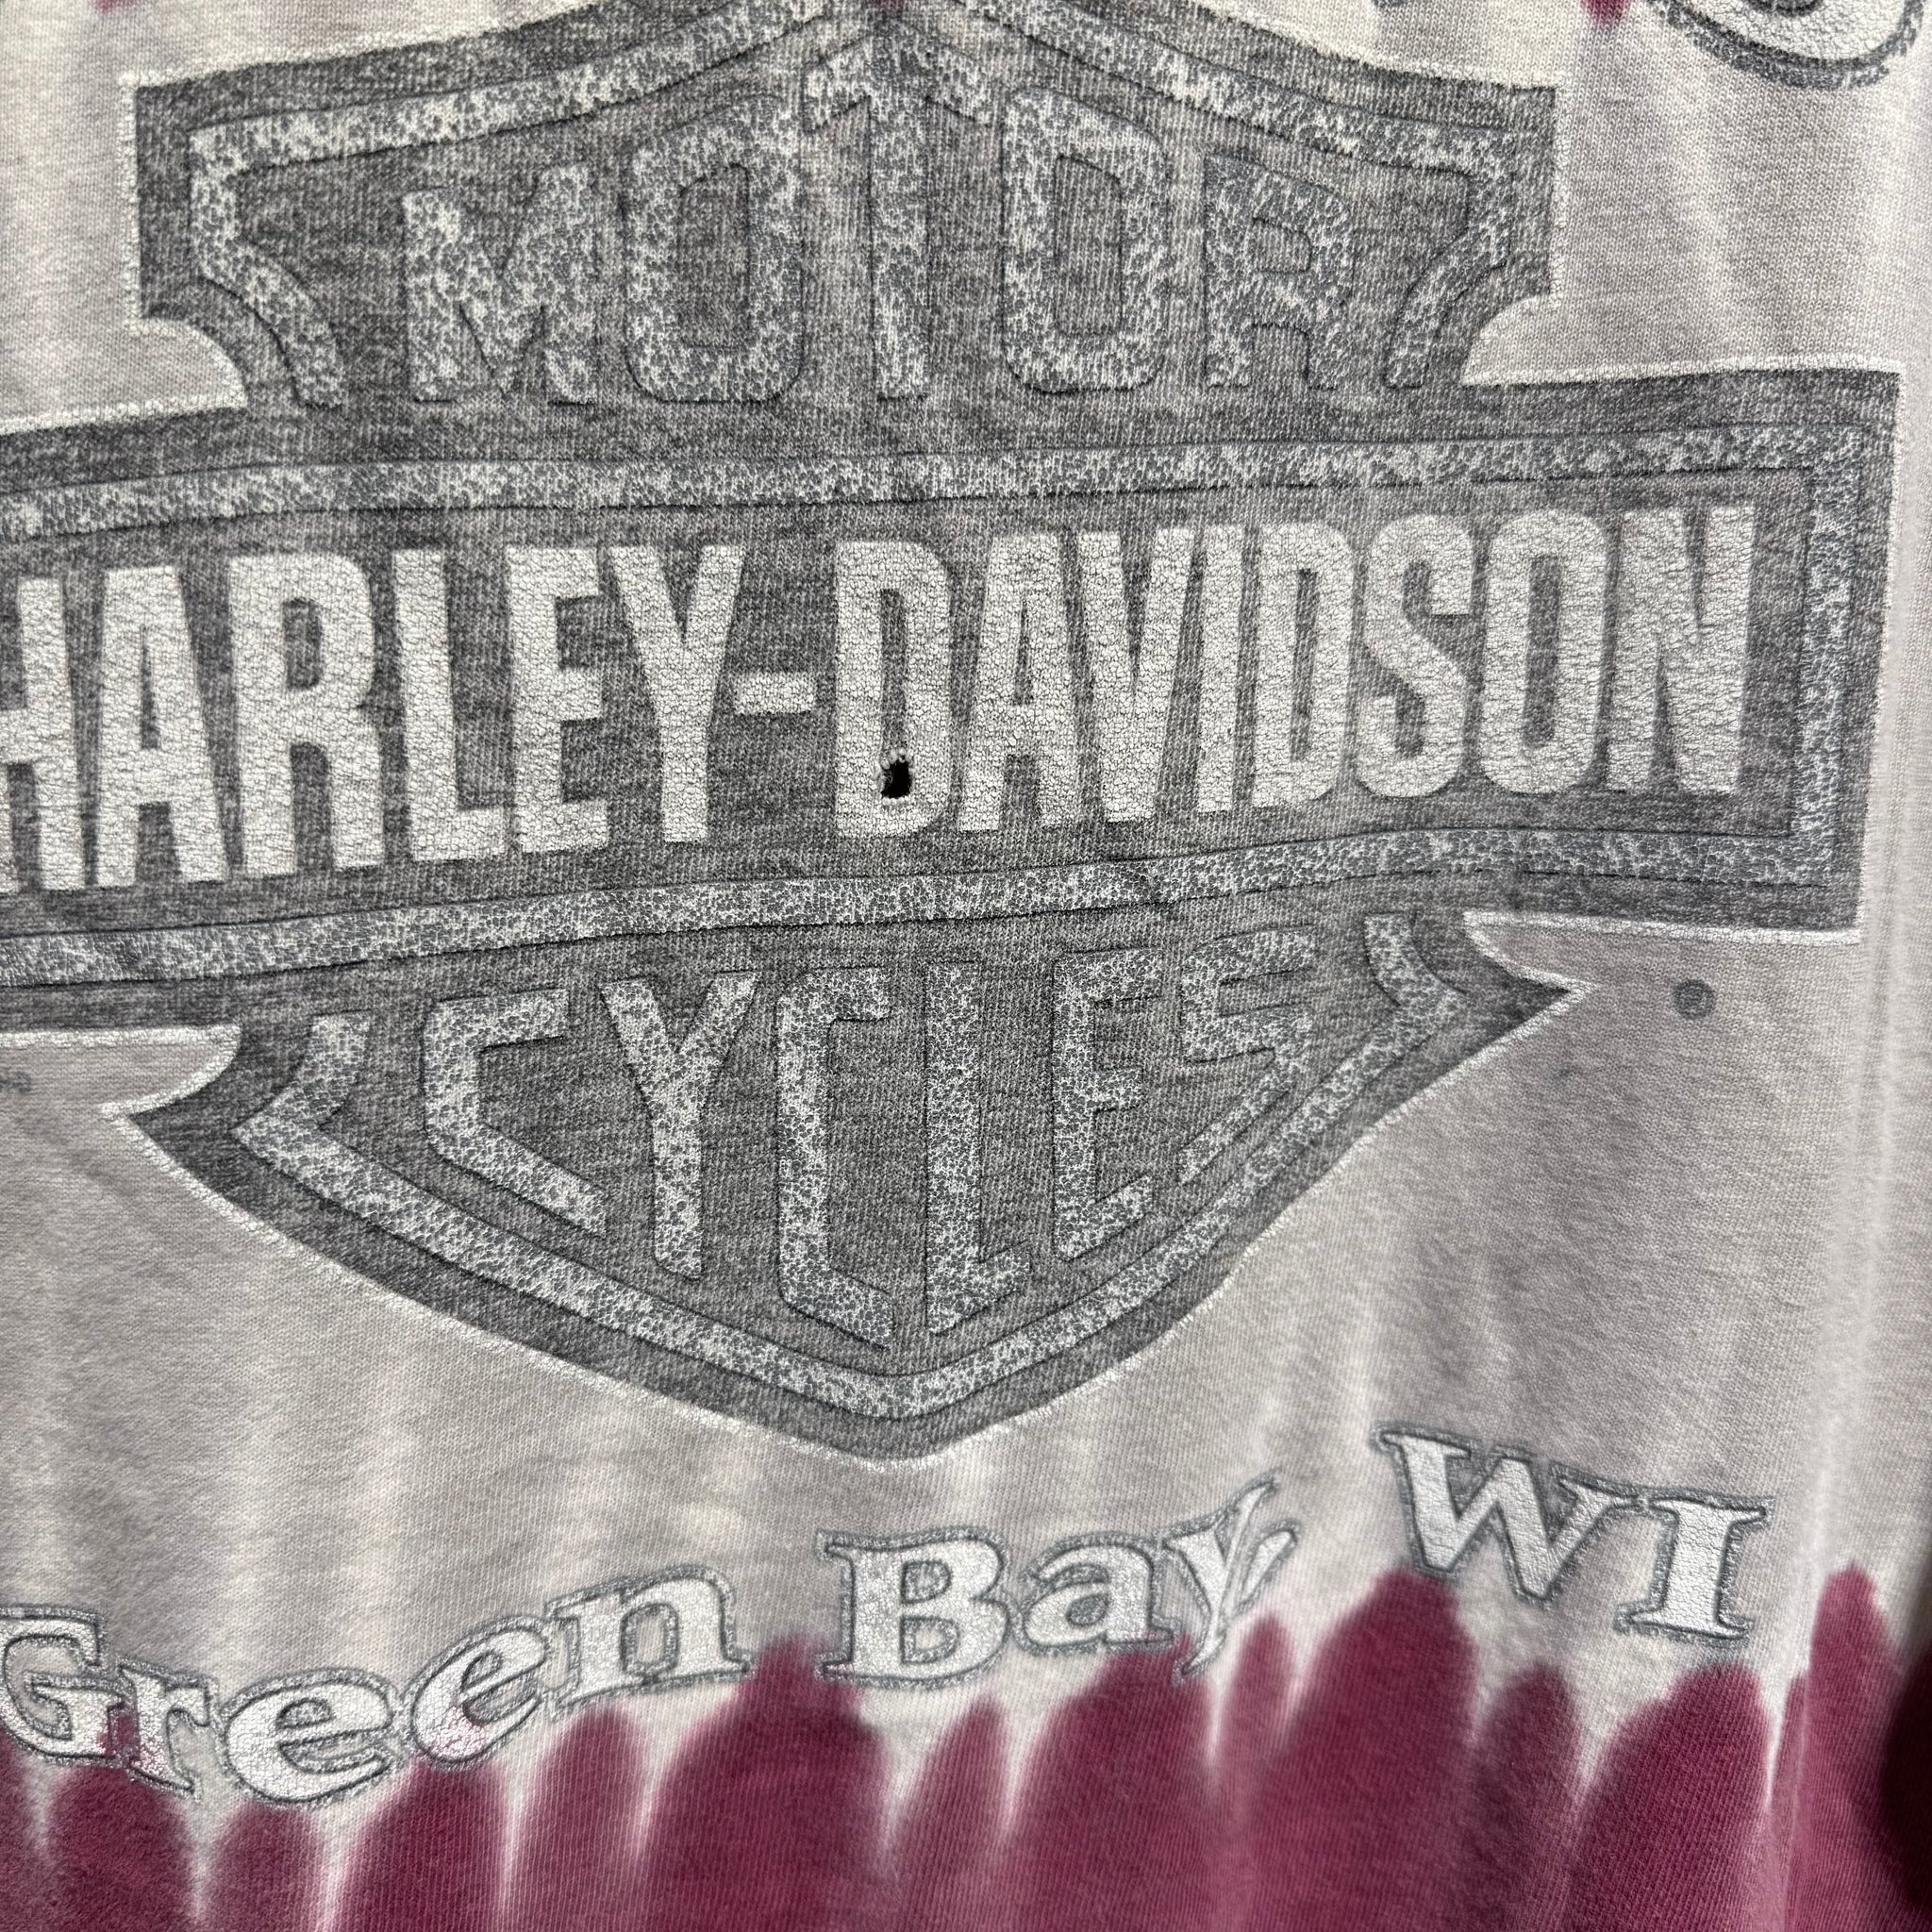 MOTOR
HARLEY-DAVIDSON
CYCLES
Green Bay, WI